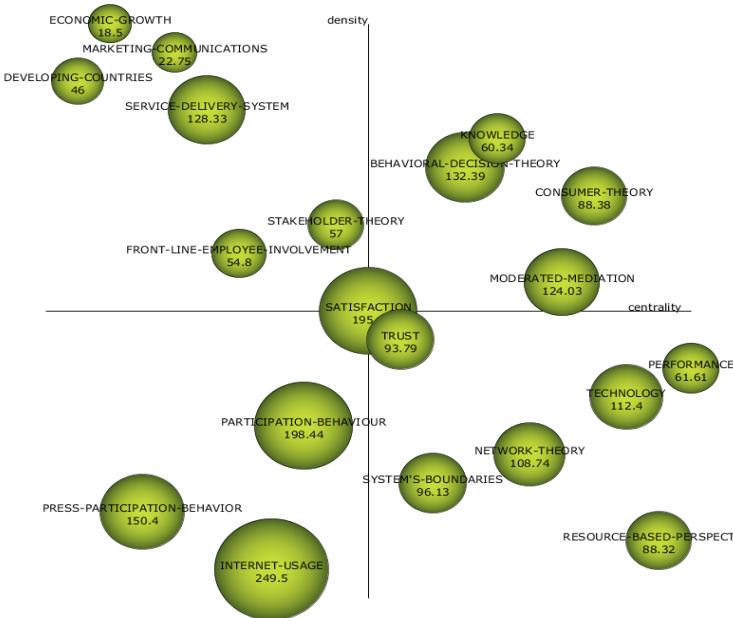 ECONOMIC-GROWTH
18.5
density
MARKETING-COMMUNICATIONS
22.75
DEVELOPING-COUNTRIES
46
SERVICE-DELIVERY-SYSTEM
128.33
KNOWLEDGE
60.34
BEHAVIORAL-DECISION-THEORY
132.39
CONSUMER-THEORY
88.38
STAKEHOLDER-THEORY
57
FRONT-LINE-EMPLOYEE-INVOLVEMENT
54.8
MODERATED-MEDIATION
124.03
SATISFACTION
195
centrality
TRUST
93.79
PERFORMANCE
61.61
TECHNOLOGY
112.4
PARTICIPATION-BEHAVIOUR
198.44
NETWORK-THEORY
108.74
SYSTEM'S-BOUNDARIES
96.13
PRESS-PARTICIPATION-BEHAVIOR
150.4
RESOURCE-BASED-PERSPECT
88.32
INTERNET-USAGE
249.5